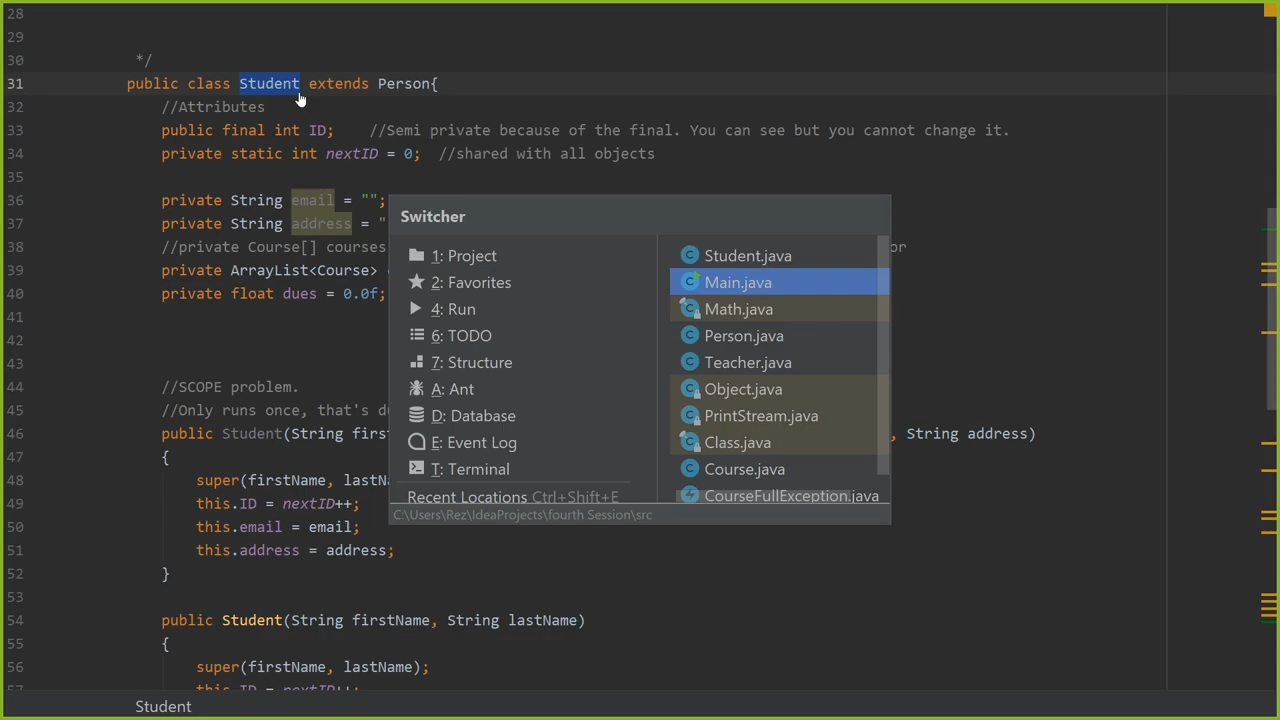 28
29
30 */
31 public class Student extends Person{
32 //Attributes
33 public final int ID; //Semi private because of the final. You can see but you cannot change it.
34 private static int nextID = 0; //shared with all objects
35
36 private String email = "";
37 private String address = "
38 //private Course[] courses or
39 private ArrayList<Course>
40 private float dues = 0.0f;
41
42
43
44 //SCOPE problem.
45 //Only runs once, that's
46 public Student(String firs , String address)
47 {
48 super(firstName, lastN
49 this.ID = nextID++;
50 this.email = email;
51 this.address = address;
52 }
53
54 public Student(String firstName, String lastName)
55 {
56 super(firstName, lastName);
57 this.ID = nextID++;
Switcher
1: Project
2: Favorites
4: Run
6: TODO
7: Structure
A: Ant
D: Database
E: Event Log
T: Terminal
Recent Locations Ctrl+Shift+E
Student.java
Main.java
Math.java
Person.java
Teacher.java
Object.java
PrintStream.java
Class.java
Course.java
CourseFullException.java
C:\Users\Rez\IdeaProjects\fourth Session\src
Student